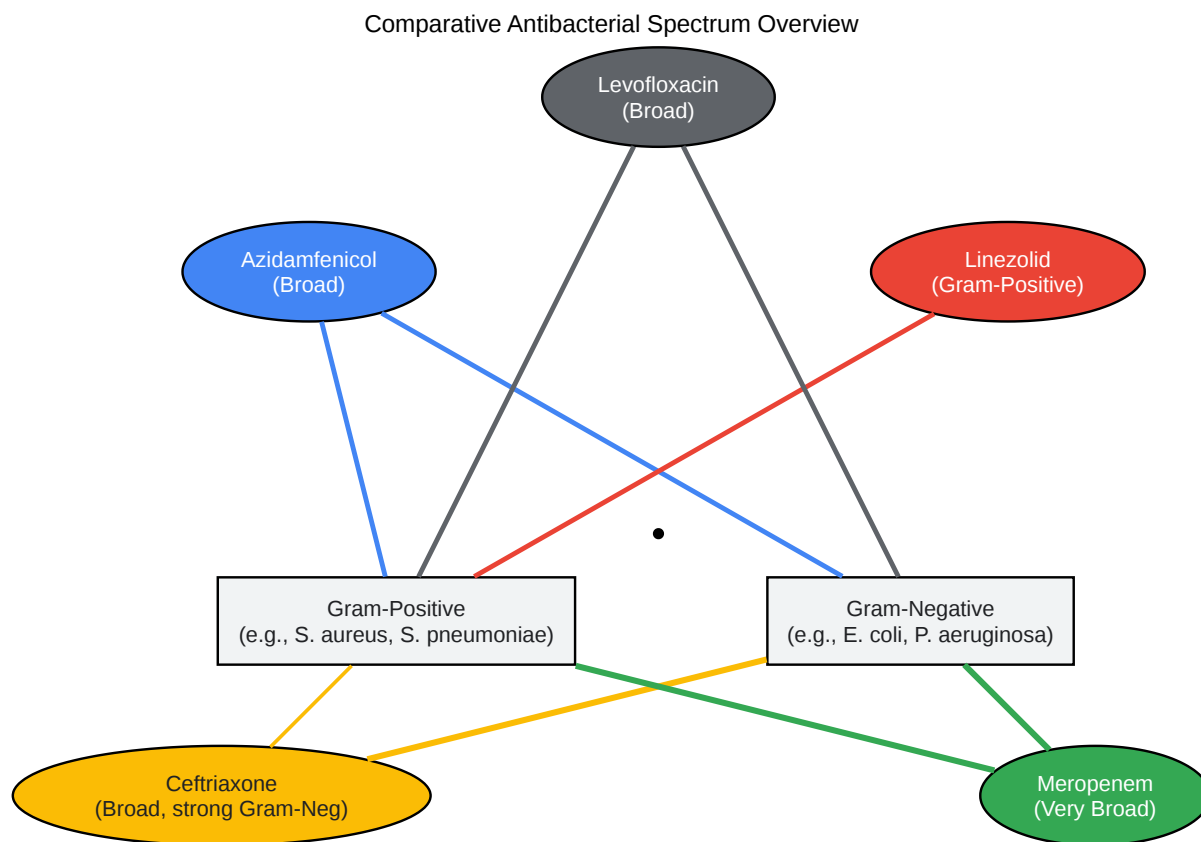 Comparative Antibacterial Spectrum Overview
Levofloxacin
(Broad)
Azidamfenicol
(Broad)
Linezolid
(Gram-Positive)
Gram-Positive
(e.g., S. aureus, S. pneumoniae)
Gram-Negative
(e.g., E. coli, P. aeruginosa)
Ceftriaxone
(Broad, strong Gram-Neg)
Meropenem
(Very Broad)